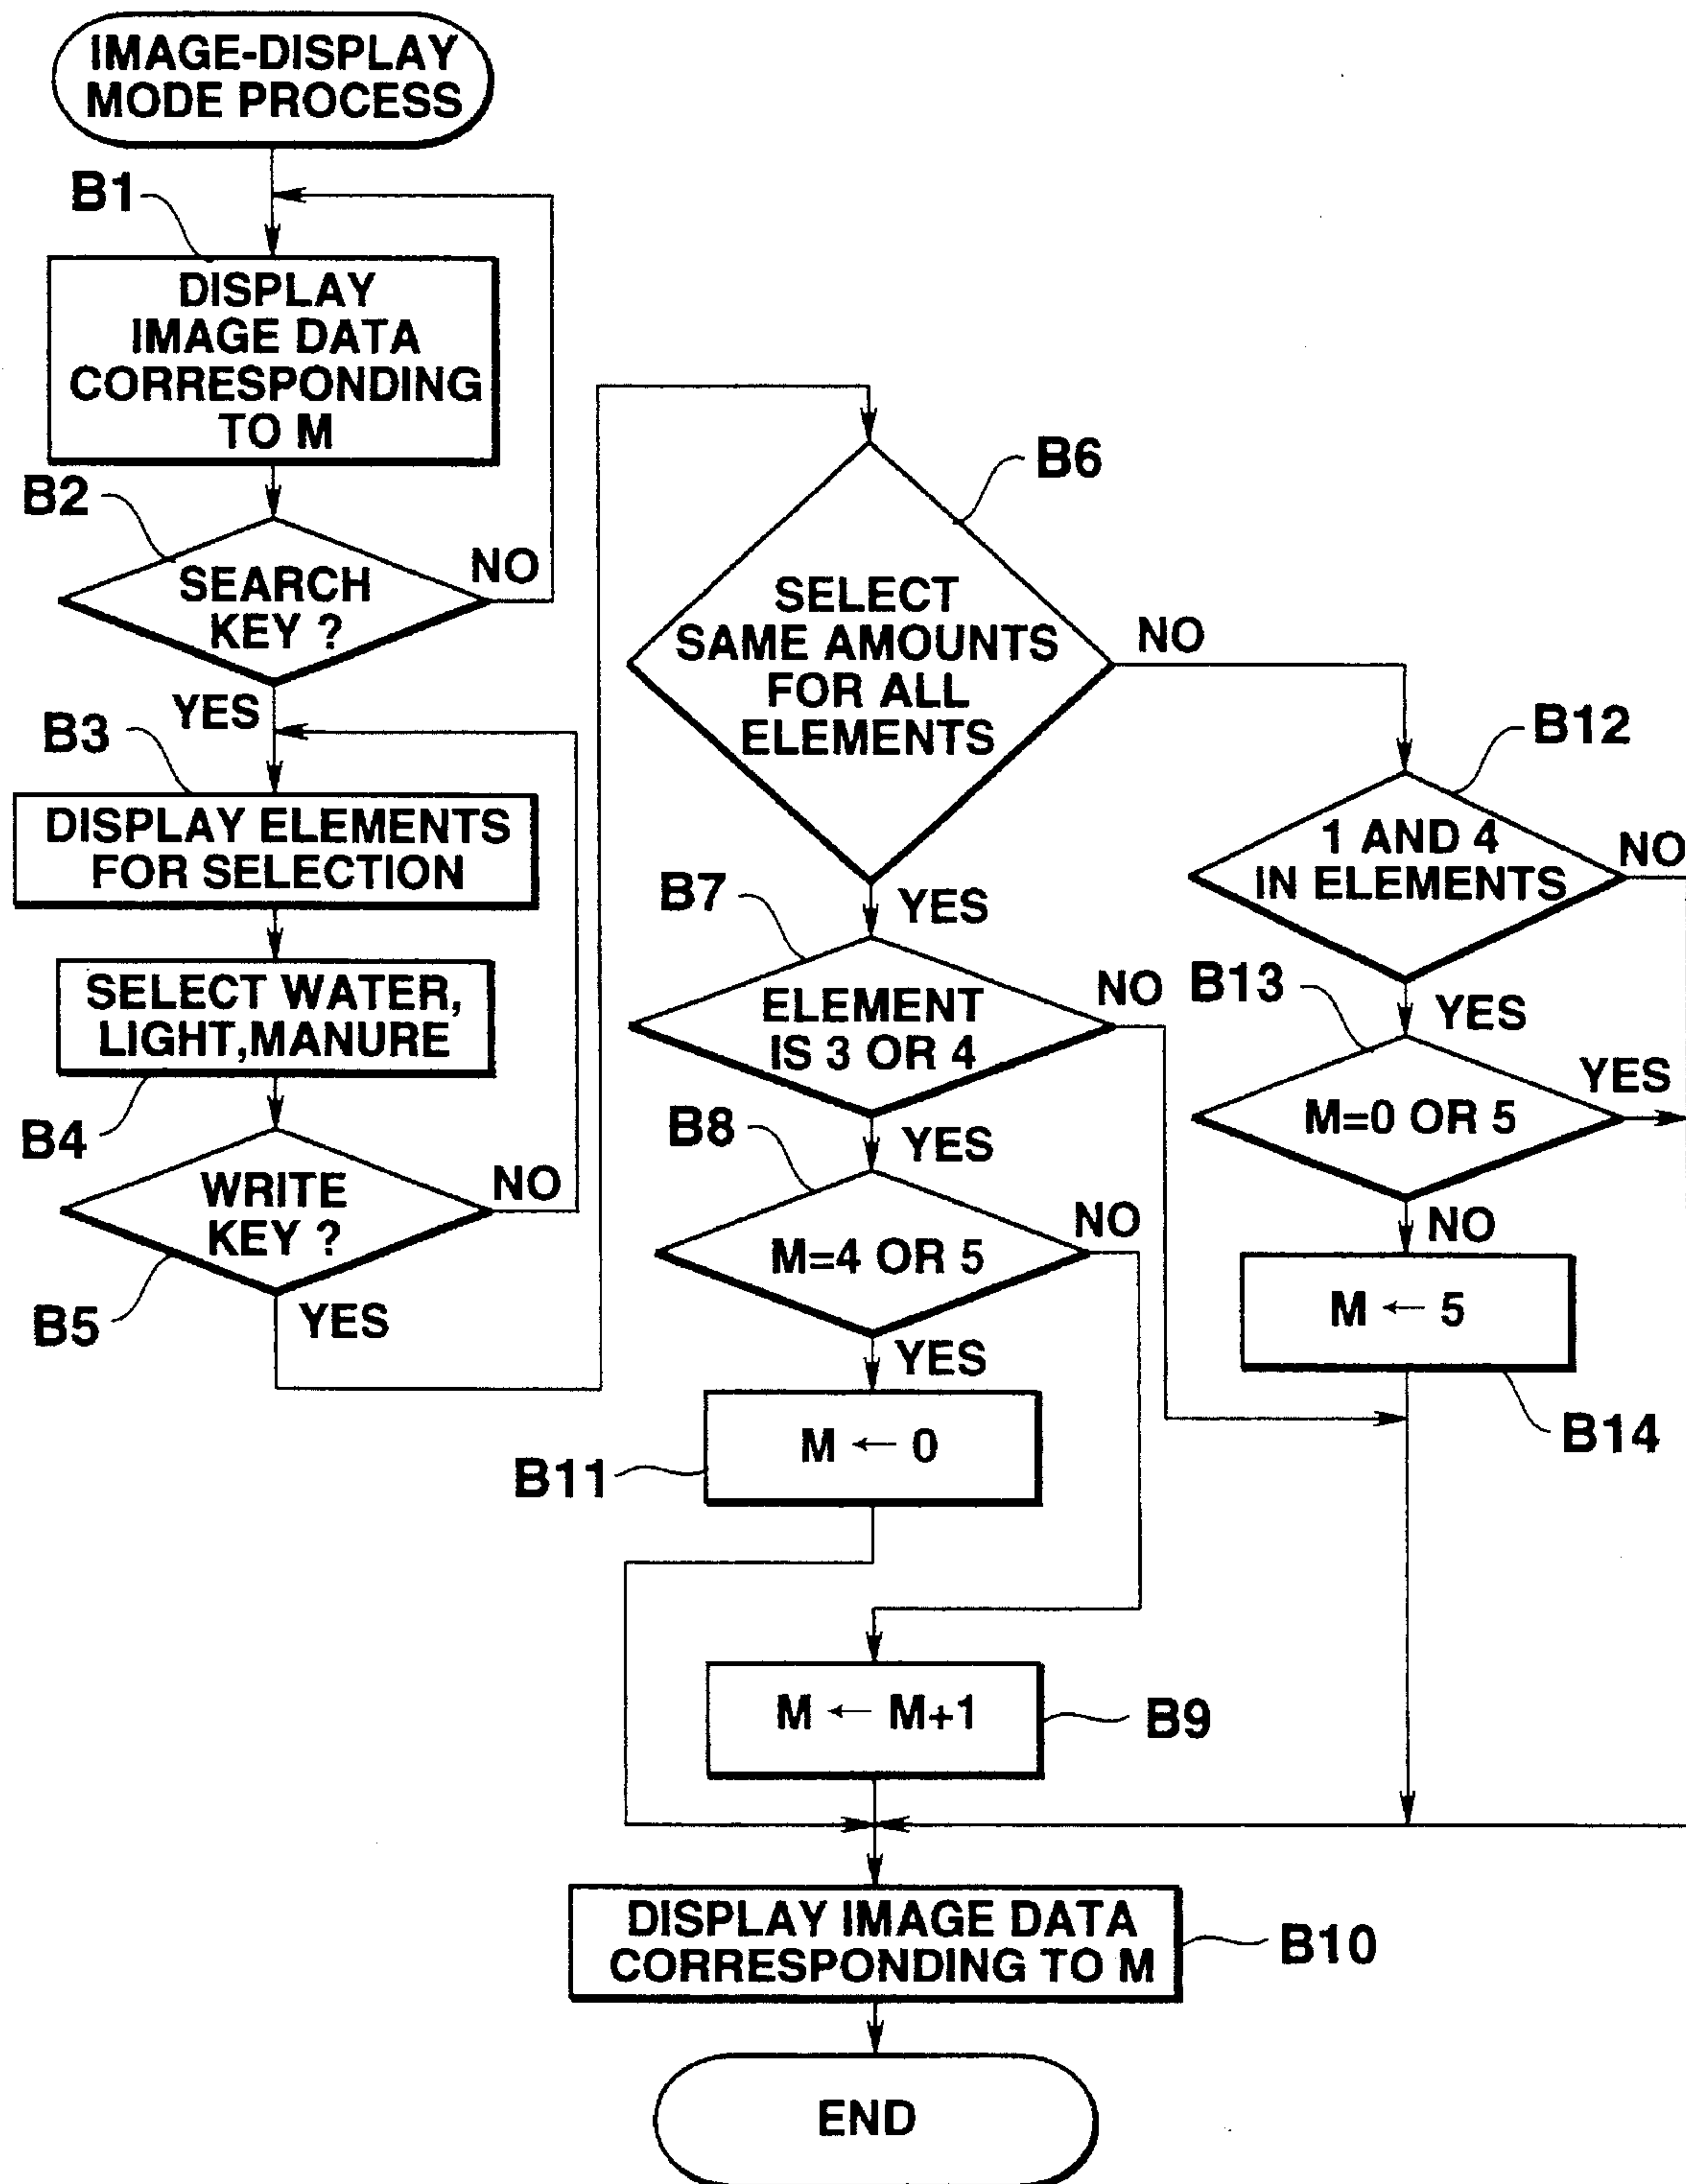 IMAGE-DISPLAY
MODE PROCESS
B1
DISPLAY
IMAGE DATA
CORRESPONDING
TO M
B2
SEARCH
KEY ?
NO
YES
B3
DISPLAY ELEMENTS
FOR SELECTION
SELECT WATER,
LIGHT,MANURE
B4
WRITE
KEY ?
NO
B5
YES
B6
SELECT
SAME AMOUNTS
FOR ALL
ELEMENTS
NO
YES
B7
ELEMENT
IS 3 OR 4
NO
YES
B8
M=4 OR 5
NO
YES
B11
M ← 0
M ← M+1
B9
B12
1 AND 4
IN ELEMENTS
NO
YES
B13
M=0 OR 5
YES
NO
M ← 5
B14
DISPLAY IMAGE DATA
CORRESPONDING TO M
B10
END